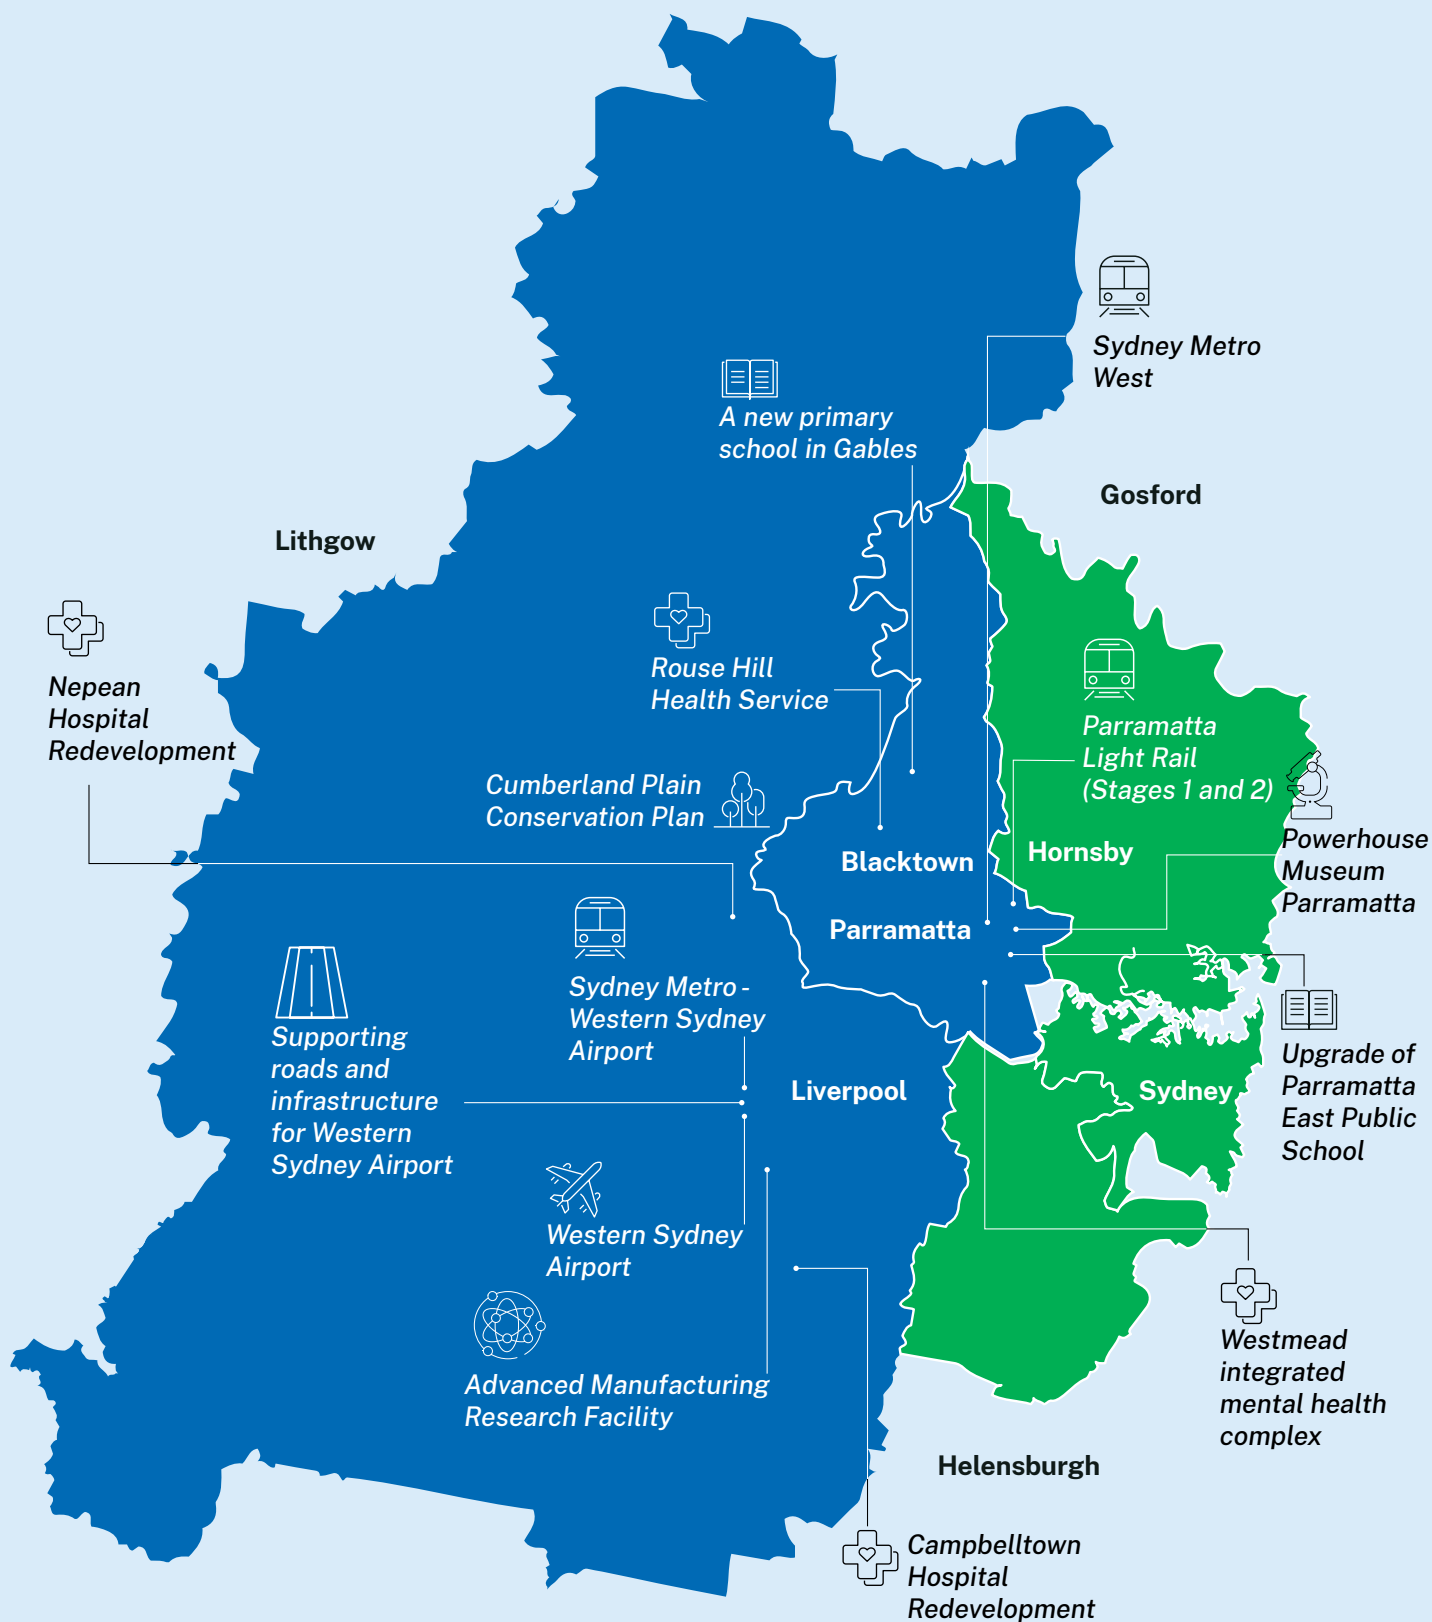 Sydney Metro
West
A new primary
school in Gables
Gosford
Lithgow
Nepean
Hospital
Redevelopment
Rouse Hill
Health Service
Parramatta
Light Rail
(Stages 1 and 2)
Cumberland Plain
Conservation Plan
Blacktown
Hornsby
Powerhouse
Museum
Parramatta
Parramatta
Sydney Metro -
Western Sydney
Airport
Supporting
roads and
infrastructure
for Western
Sydney Airport
Liverpool
Sydney
Upgrade of
Parramatta
East Public
School
Western Sydney
Airport
Advanced Manufacturing
Research Facility
Westmead
integrated
mental health
complex
Helensburgh
Campbelltown
Hospital
Redevelopment